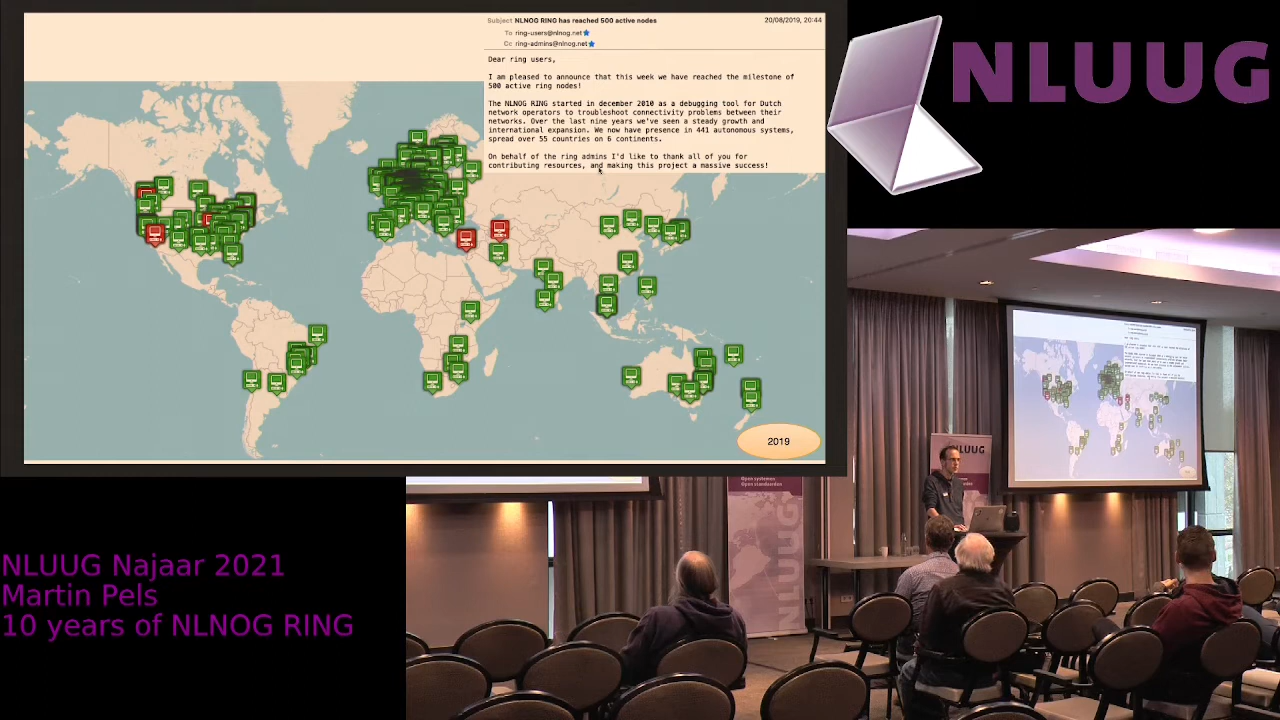 Subject NLNOG RING has reached 500 active nodes
20/08/2019, 20:44
To ring-users@nlnog.net
Cc ring-admins@nlnog.net
Dear ring users,
I am pleased to announce that this week we have reached the milestone of
500 active ring nodes!
The NLNOG RING started in december 2010 as a debugging tool for Dutch
network operators to troubleshoot connectivity problems between their
networks. Over the last nine years we've seen a steady growth and
international expansion. We now have presence in 441 autonomous systems,
spread over 55 countries on 6 continents.
On behalf of the ring admins I'd like to thank all of you for
contributing resources, and making this project a massive success!
2019
NLUUG
NLUUG
Open systems
Open standards
NLUUG
NLUUG Najaar 2021
Martin Pels
10 years of NLNOG RING